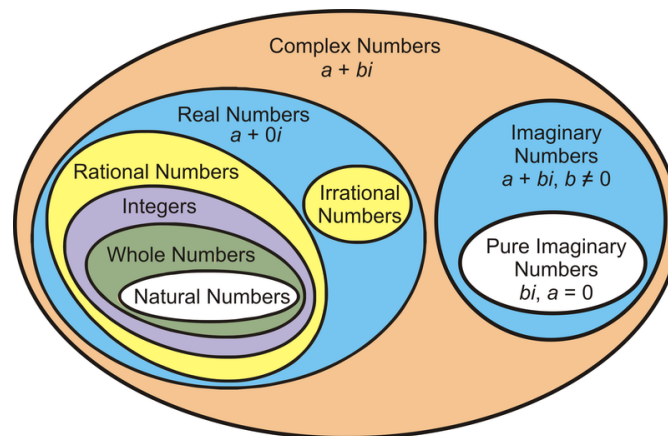 Complex Numbers
a + bi
Real Numbers
a + 0i
Rational Numbers
Integers
Whole Numbers
Natural Numbers
Irrational
Numbers
Imaginary
Numbers
a + bi, b ≠ 0
Pure Imaginary
Numbers
bi, a = 0